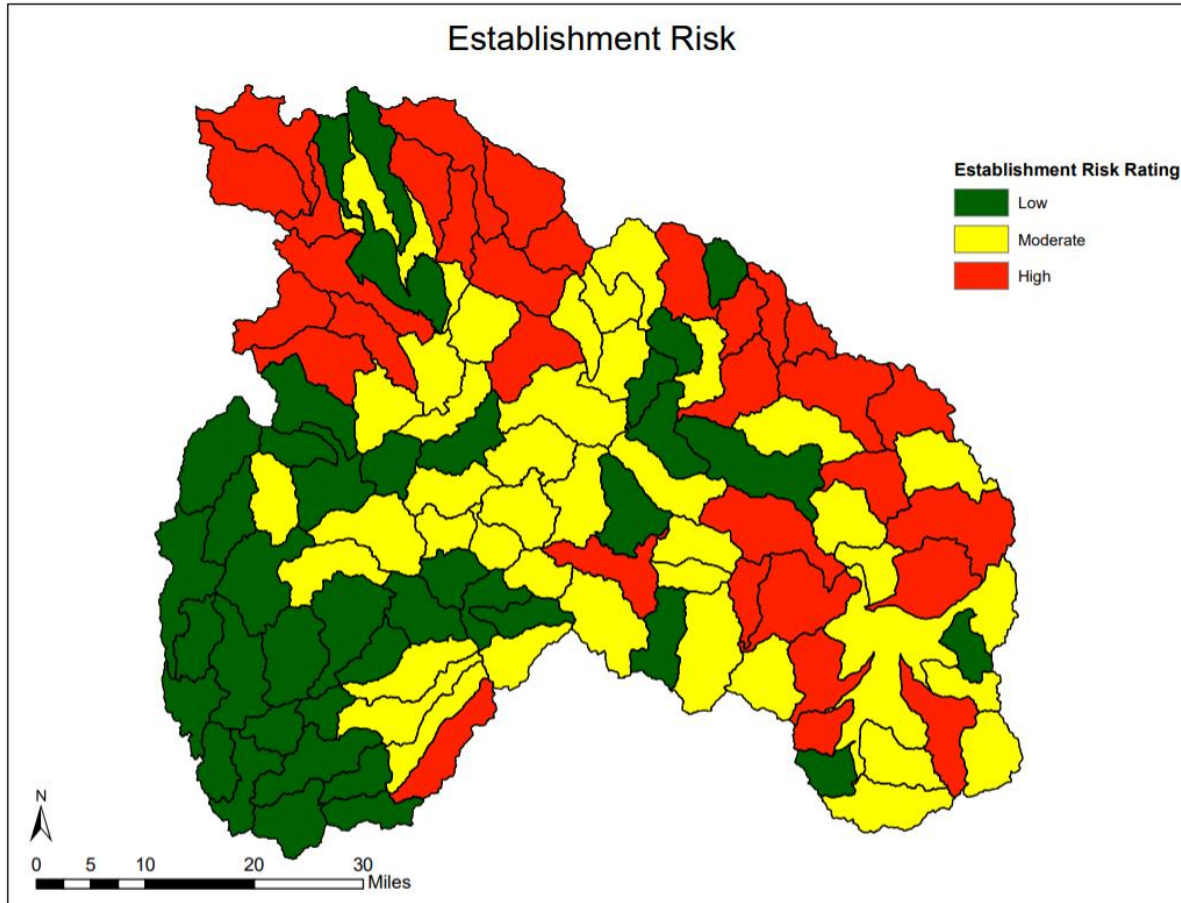 Establishment Risk
Establishment Risk Rating
Low
Moderate
High
N
0 5 10 20 30
Miles